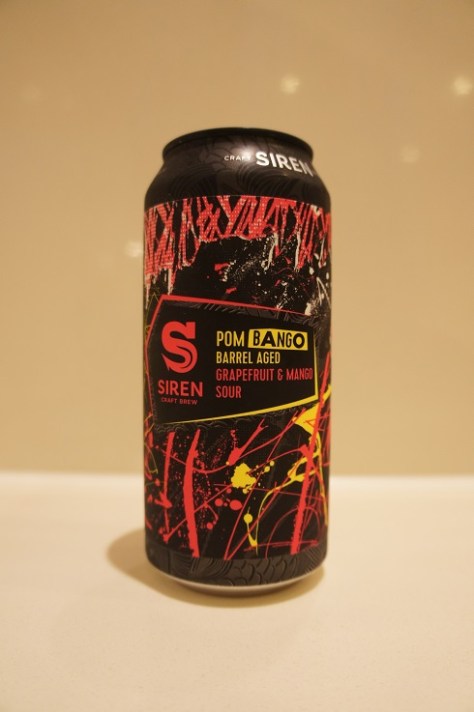 CRAFT SIREN
S
SIREN
CRAFT BREW
POM BANGO
BARREL AGED
GRAPEFRUIT & MANGO
SOUR